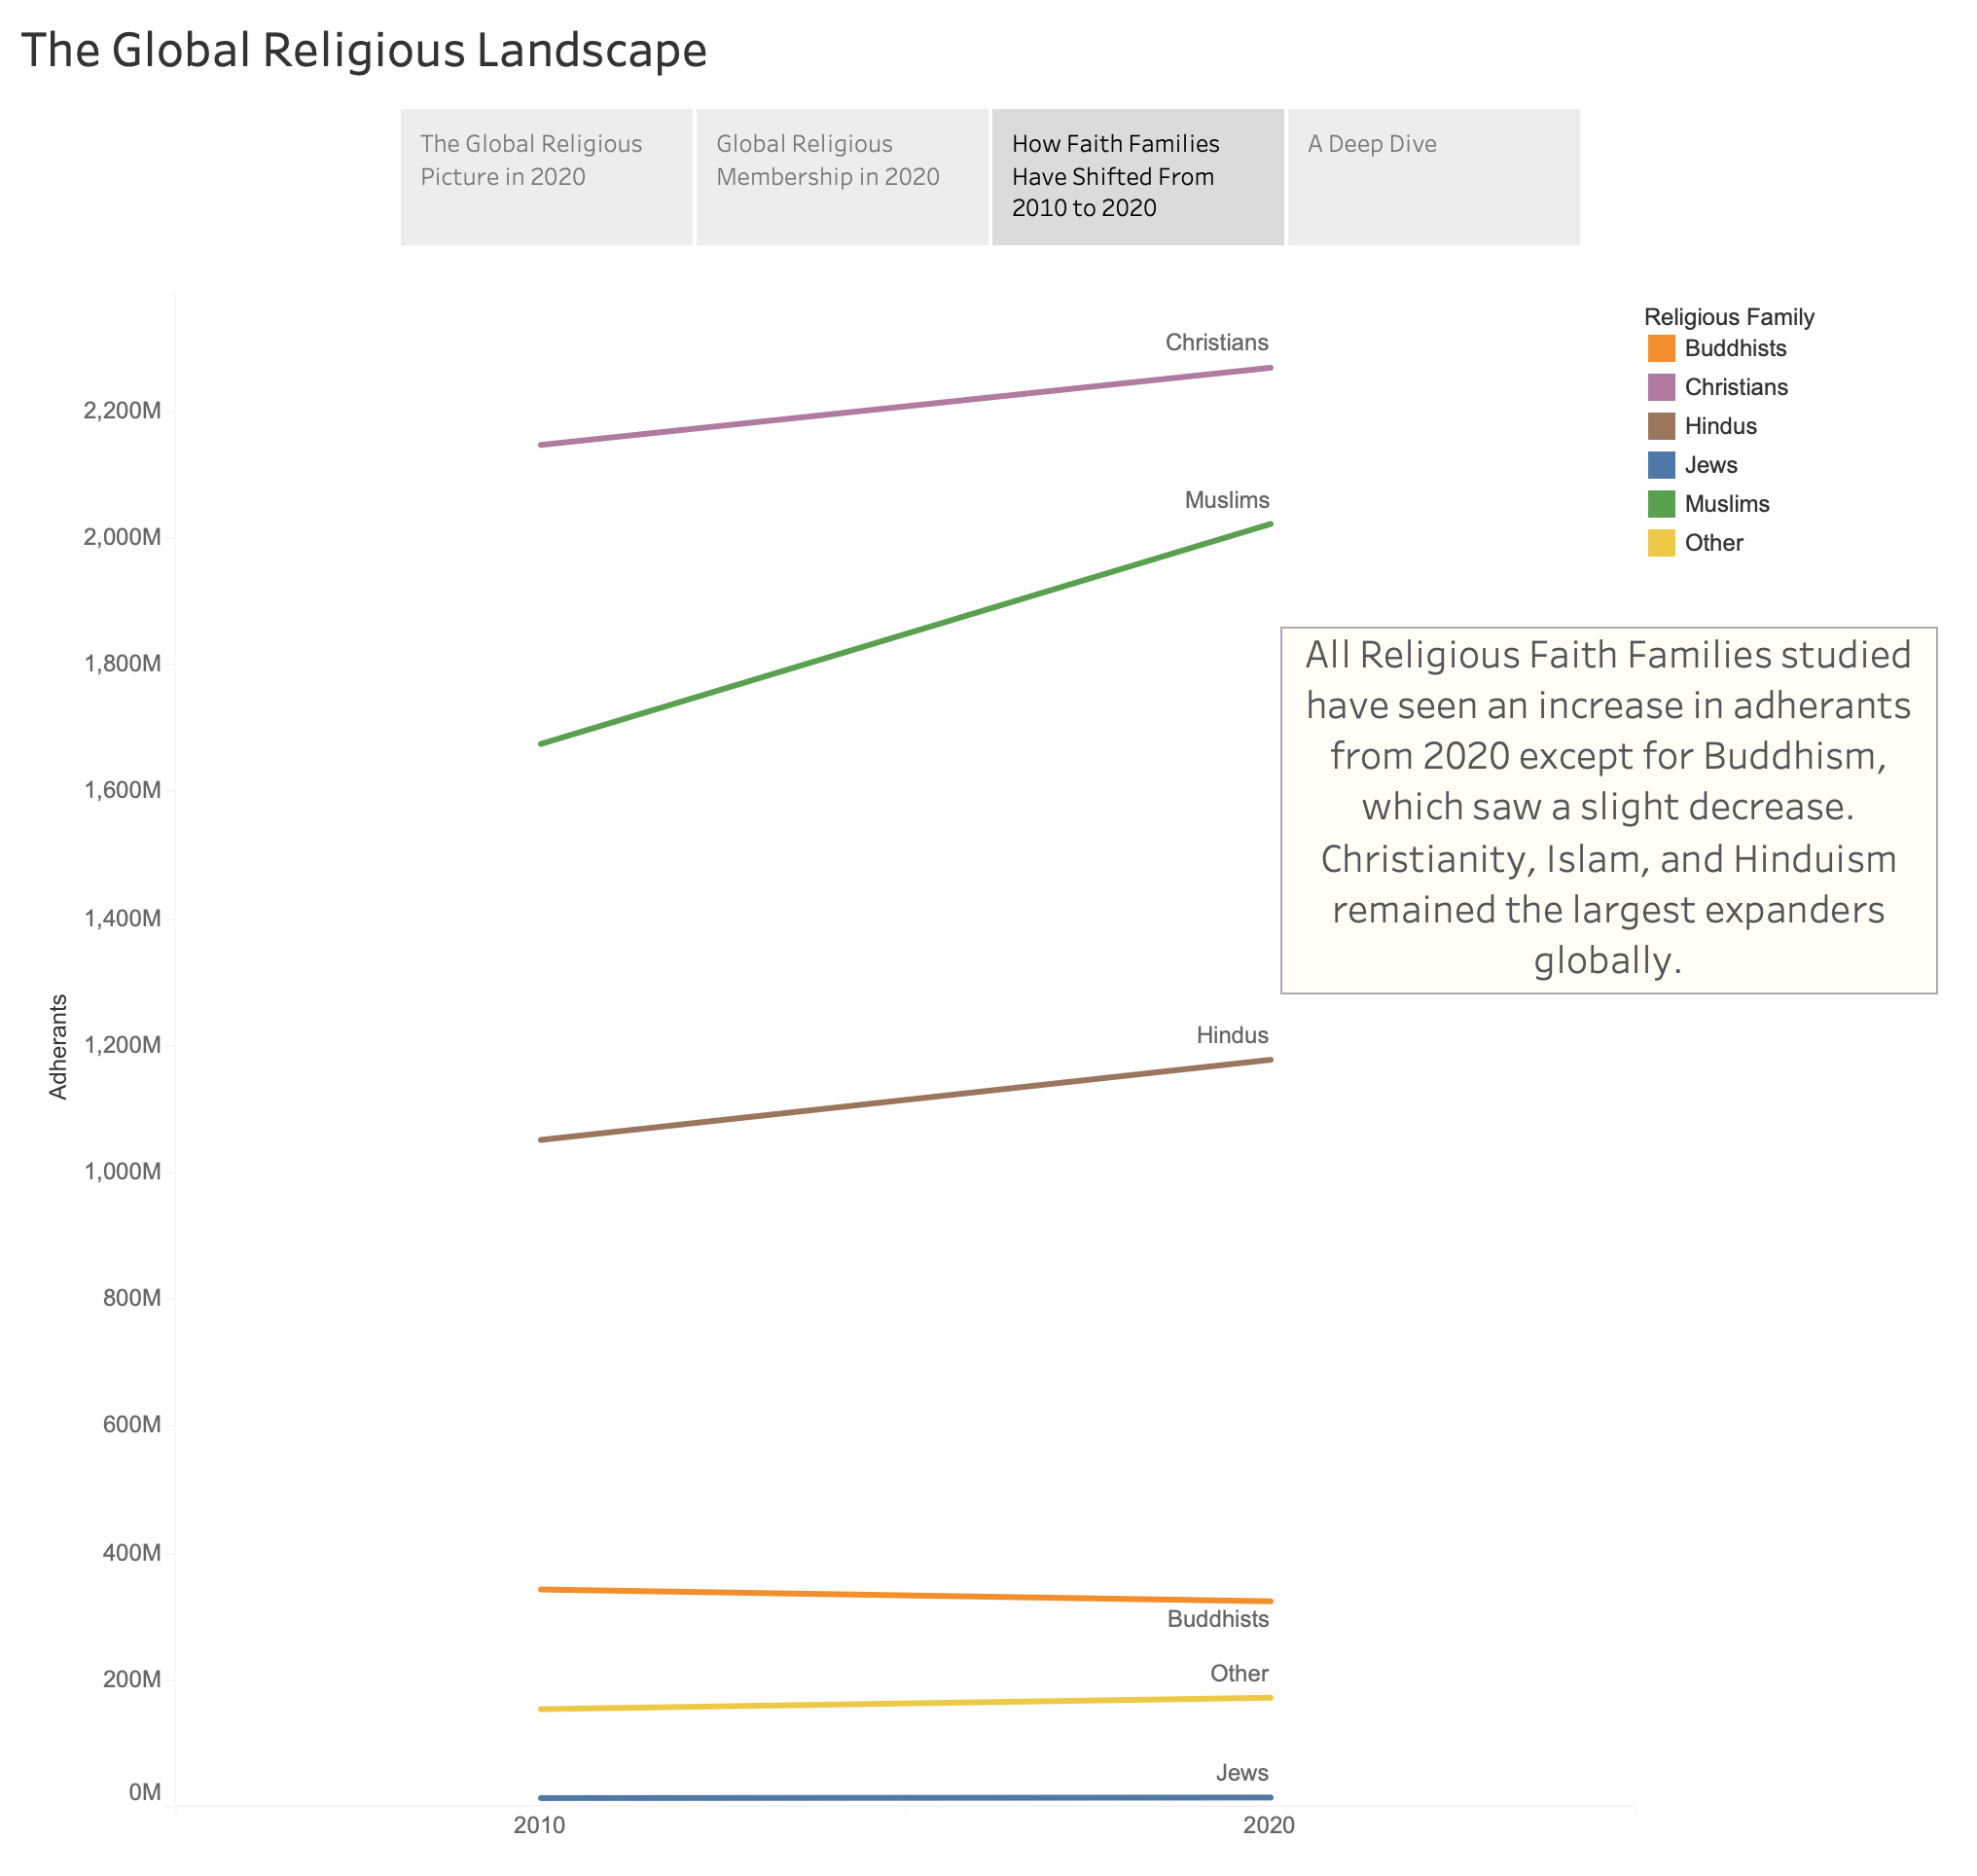 The Global Religious Landscape
The Global Religious
Picture in 2020
Global Religious
Membership in 2020
How Faith Families
Have Shifted From
2010 to 2020
A Deep Dive
Religious Family
Buddhists
Christians
Hindus
Jews
Muslims
Other
All Religious Faith Families studied
have seen an increase in adherants
from 2020 except for Buddhism,
which saw a slight decrease.
Christianity, Islam, and Hinduism
remained the largest expanders
globally.
Adherants
2,200M
2,000M
1,800M
1,600M
1,400M
1,200M
1,000M
800M
600M
400M
200M
0M
Christians
Muslims
Hindus
Buddhists
Other
Jews
2010
2020